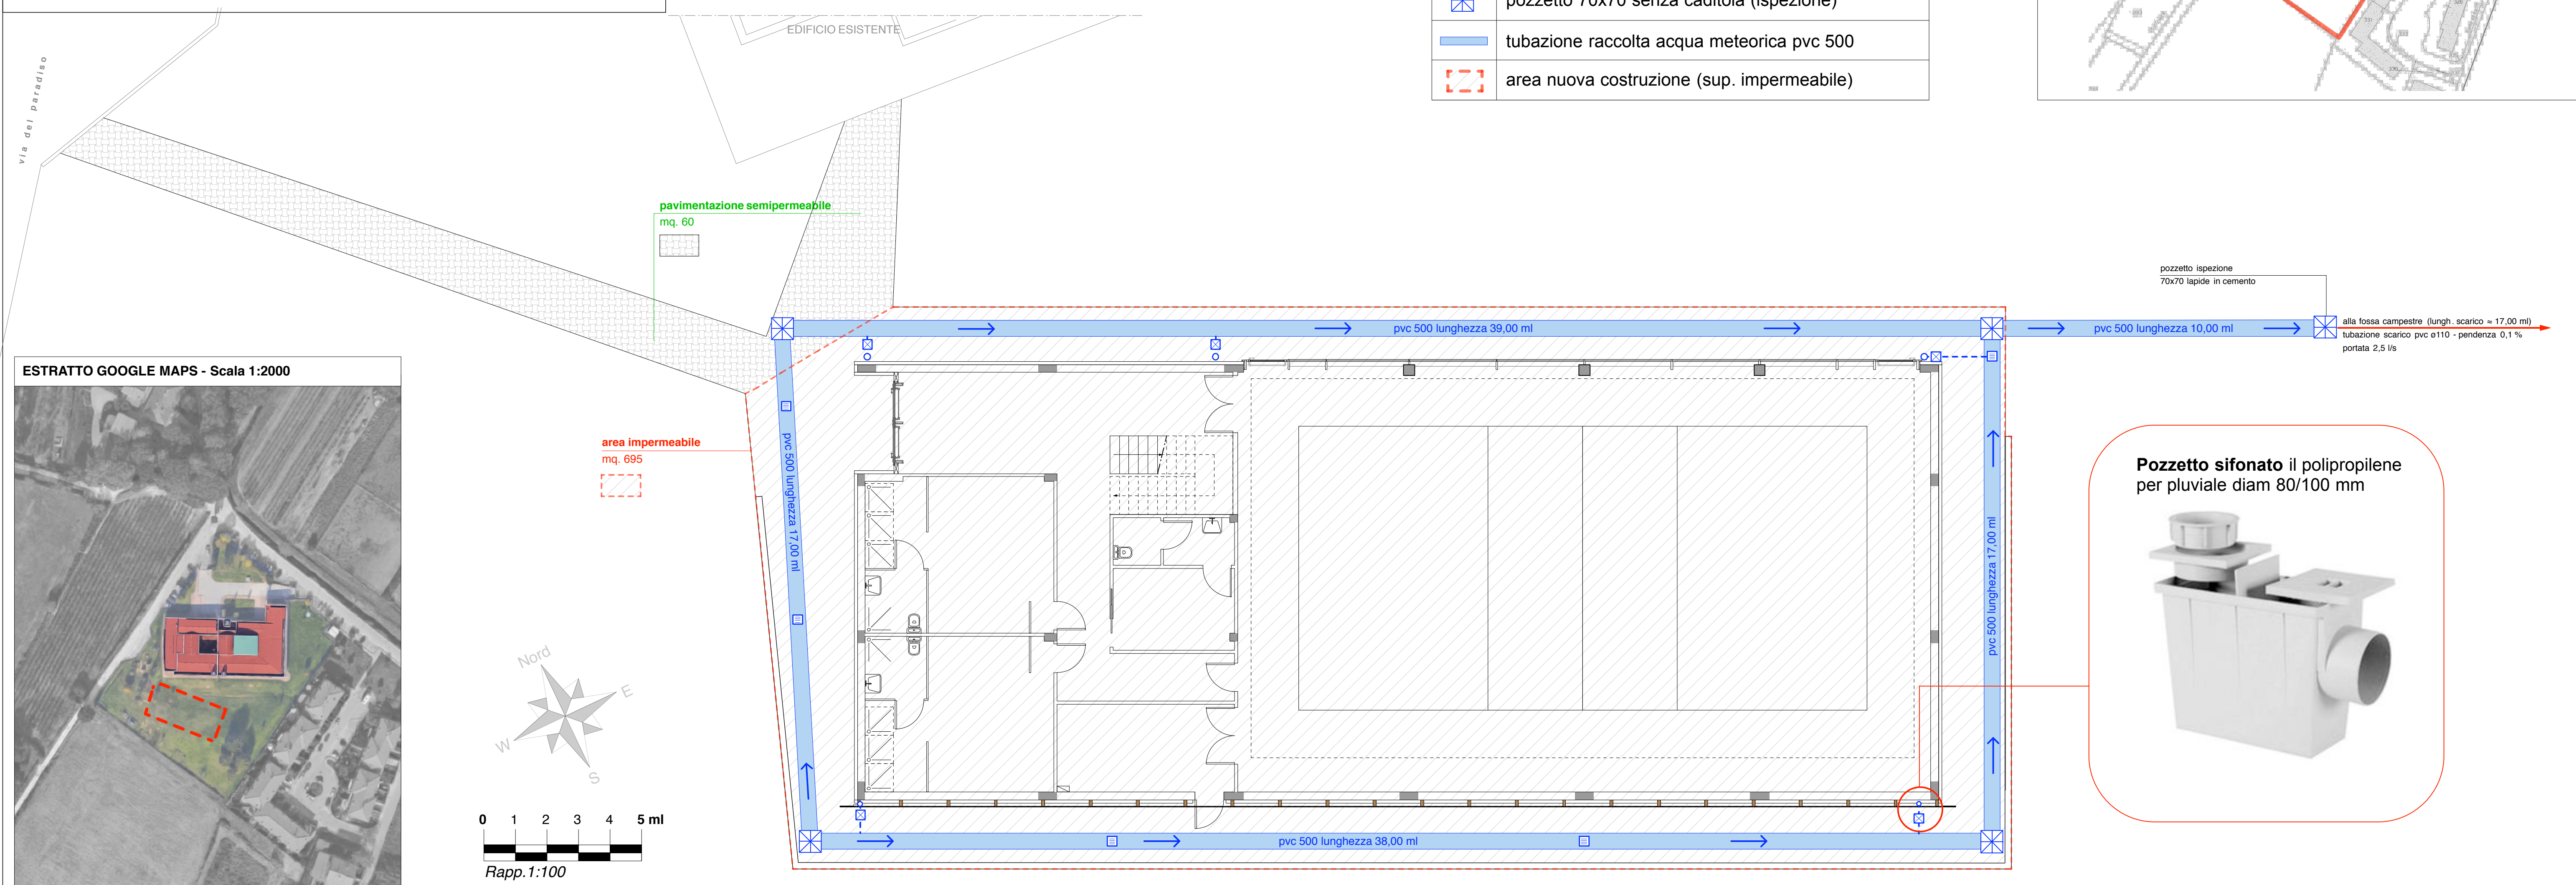 EDIFICIO ESISTENTE
pozzetto 70x70 senza caditoia (ispezione)
tubazione raccolta acqua meteorica pvc 500
area nuova costruzione (sup. impermeabile)
via del paradiso
pavimentazione semipermeabile
mq. 60
pozzetto ispezione
70x70 lapide in cemento
pvc 500 lunghezza 39,00 ml
pvc 500 lunghezza 10,00 ml
alla fossa campestre (lungh. scarico ≈ 17,00 ml)
tubazione scarico pvc ø110 - pendenza 0,1 %
portata 2,5 l/s
ESTRATTO GOOGLE MAPS - Scala 1:2000
area impermeabile
mq. 695
pvc 500 lunghezza 17,00 ml
pvc 500 lunghezza 17,00 ml
Pozzetto sifonato il polipropilene
per pluviale diam 80/100 mm
Nord
E
W
S
0 1 2 3 4 5 ml
Rapp.1:100
pvc 500 lunghezza 38,00 ml